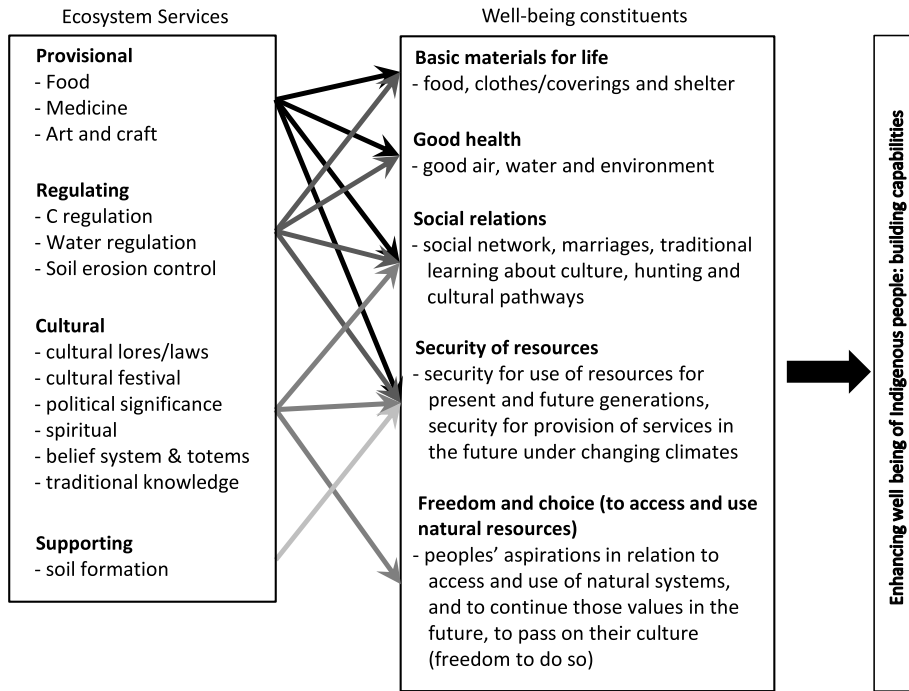 Ecosystem Services
Provisional
- Food
- Medicine
- Art and craft
Regulating
- C regulation
- Water regulation
- Soil erosion control
Cultural
- cultural lores/laws
- cultural festival
- political significance
- spiritual
- belief system & totems
- traditional knowledge
Supporting
- soil formation
Well-being constituents
Basic materials for life
- food, clothes/coverings and shelter
Good health
- good air, water and environment
Social relations
- social network, marriages, traditional
learning about culture, hunting and
cultural pathways
Security of resources
- security for use of resources for
present and future generations,
security for provision of services in
the future under changing climates
Freedom and choice (to access and use
natural resources)
- peoples’ aspirations in relation to
access and use of natural systems,
and to continue those values in the
future, to pass on their culture
(freedom to do so)
Enhancing well being of Indigenous people: building capabilities